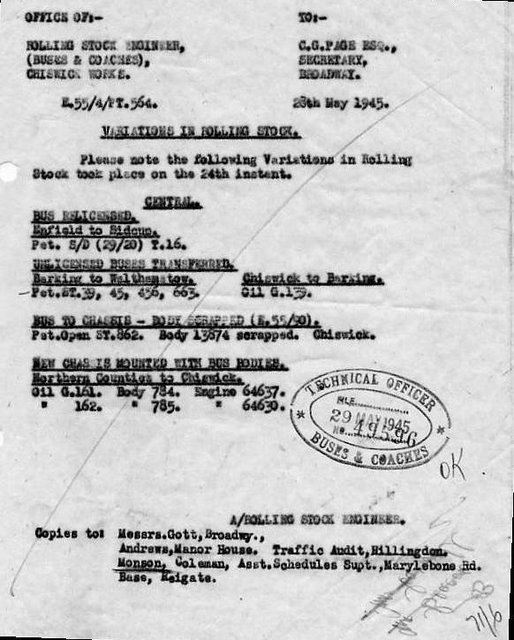 OFFICE OF:- TO:-
ROLLING STOCK ENGINEER, C.G.PAGE ESQ.,
(BUSES & COACHES), SECRETARY,
CHISWICK WORKS. BROADWAY.
E.55/4/PT.564. 28th May 1945.
VARIATIONS IN ROLLING STOCK.
Please note the following Variations in Rolling
Stock took place on the 24th instant.
CENTRAL.
BUS RELICENSED.
Enfield to Sidcup.
Pet. S/D (29/20) T.16.
UNLICENSED BUSES TRANSFERRED.
Barking to Walthamstow. Chiswick to Barking.
Pet.ST.39, 45, 436, 663. Oil G.139.
BUS TO CHASSIS - BODY SCRAPPED (E.55/90).
Pet.Open ST.862. Body 13874 scrapped. Chiswick.
NEW CHASSIS MOUNTED WITH BUS BODIES.
Northern Counties to Chiswick.
Oil G.161. Body 784. Engine 64637.
" 162. " 785. " 64630.
TECHNICAL OFFICER
FILE
29 MAY 1945
No. 49596
BUSES & COACHES
OK
A/ROLLING STOCK ENGINEER.
Copies to: Messrs.Gott,Broadwy.,
Andrews,Manor House. Traffic Audit,Hillingdon.
Monson, Coleman, Asst.Schedules Supt.,Marylebone Rd.
Base, Reigate.